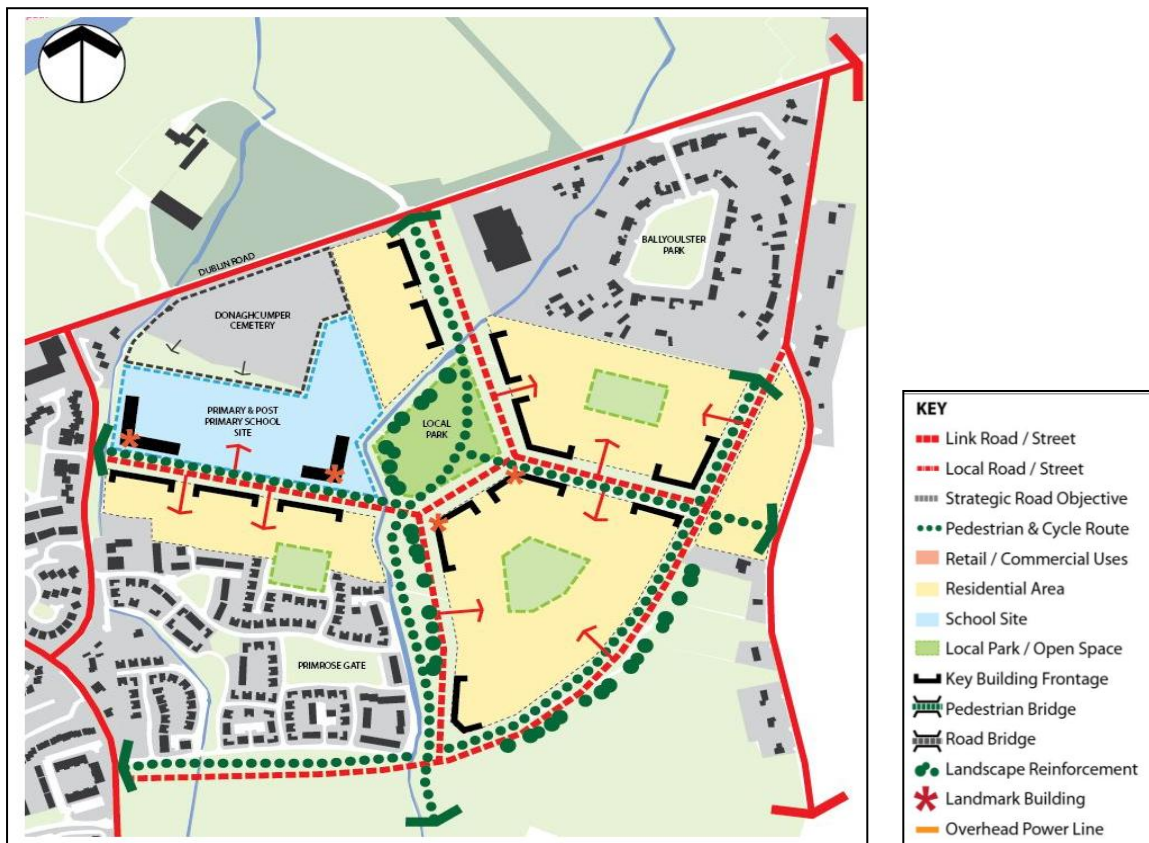 DUBLIN ROAD
BALLYOULSTER
PARK
DONAGHCUMPER
CEMETERY
PRIMARY & POST
PRIMARY SCHOOL
SITE
LOCAL
PARK
PRIMROSE GATE
KEY
Link Road / Street
Local Road / Street
Strategic Road Objective
Pedestrian & Cycle Route
Retail / Commercial Uses
Residential Area
School Site
Local Park / Open Space
Key Building Frontage
Pedestrian Bridge
Road Bridge
Landscape Reinforcement
Landmark Building
Overhead Power Line